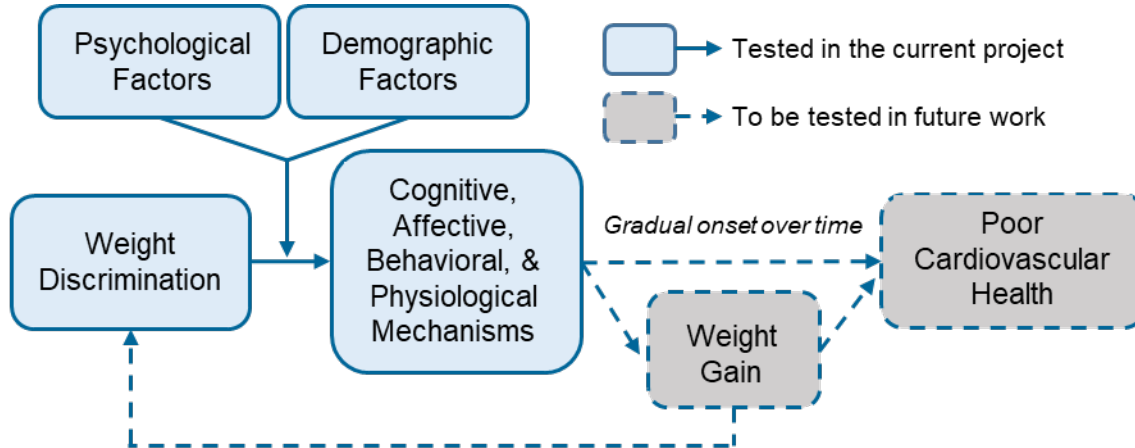 Psychological
Factors
Demographic
Factors
Tested in the current project
To be tested in future work
Weight
Discrimination
Cognitive,
Affective,
Behavioral, &
Physiological
Mechanisms
Gradual onset over time
Poor
Cardiovascular
Health
Weight
Gain